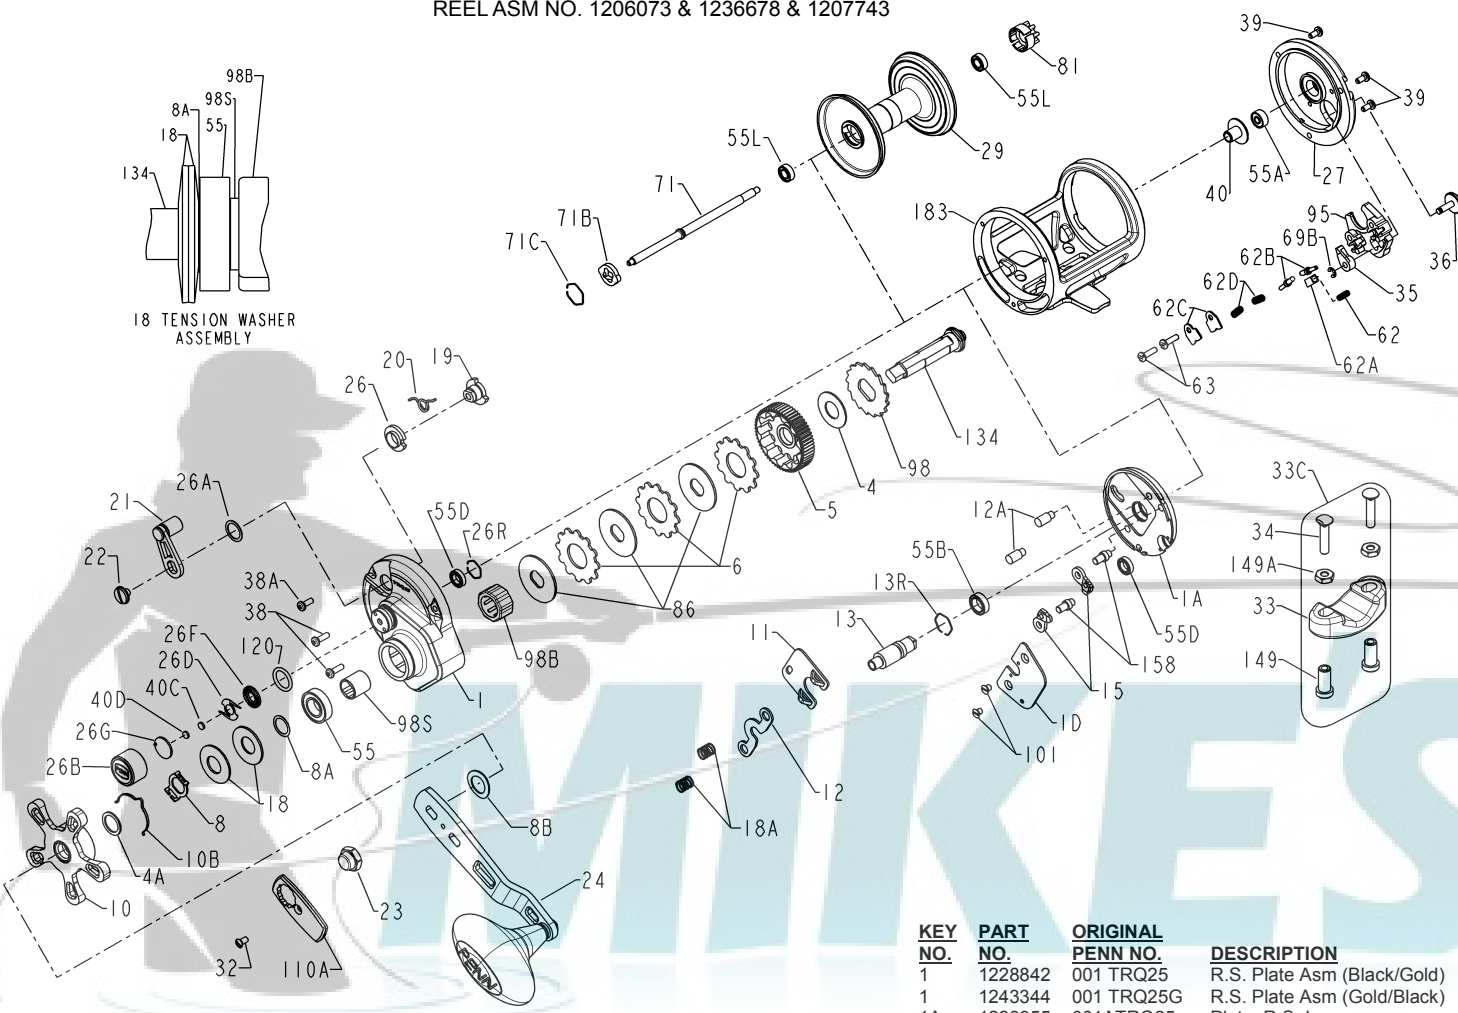 REEL ASM NO. 1206073 & 1236678 & 1207743
39
81
98B
55L
39
98S
8A
55
18
55L
29
134
40
55A
27
71
71B
183
95
71C
69B
36
62B
62D
35
62C
62
62A
63
18 TENSION WASHER
ASSEMBLY
20
19
26
134
98
4
5
33C
21
26A
55D
26R
12A
34
22
38A
6
55B
149A
86
13R
1A
33
38
11
13
55D
26F
120
98B
158
149
26D
1
15
40C
98S
1D
40D
55
101
26G
8A
12
26B
18
8
8B
18A
10B
4A
10
23
24
32
110A
PENN
MIKE'S
KEY PART ORIGINAL
NO. NO. PENN NO. DESCRIPTION
1 1228842 001 TRQ25 R.S. Plate Asm (Black/Gold)
1 1243344 001 TRQ25G R.S. Plate Asm (Gold/Black)